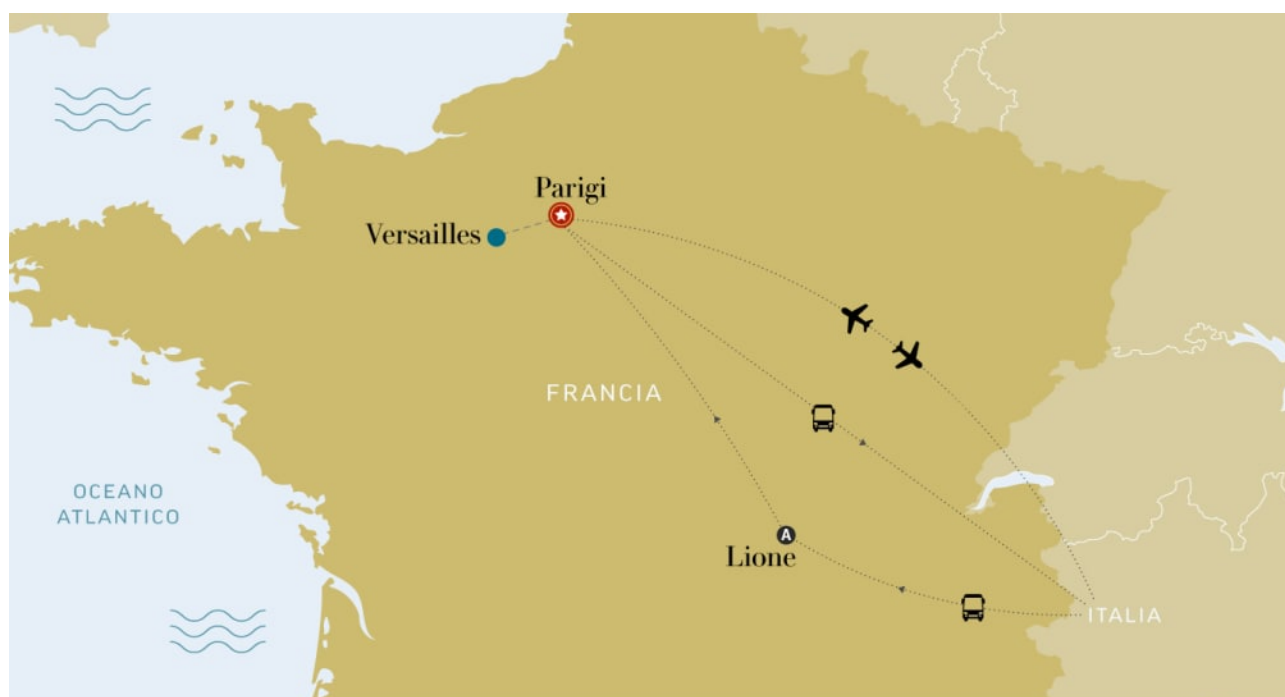 Parigi
Versailles
FRANCIA
OCEANO
ATLANTICO
A
Lione
ITALIA